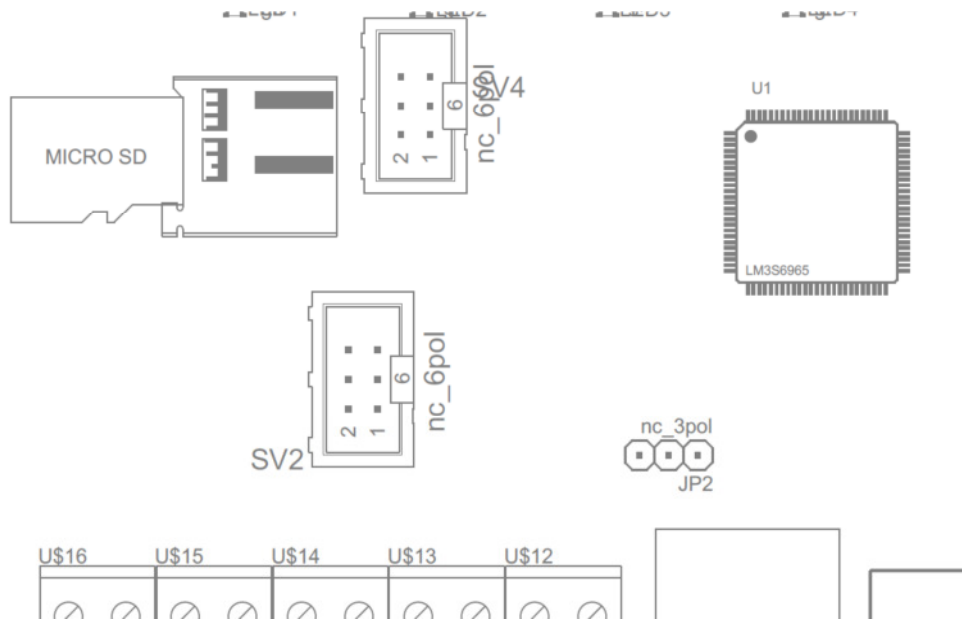 SV4
nc_6pol
6
2
1
U1
MICRO SD
LM3S6965
nc_6pol
6
2
1
SV2
nc_3pol
JP2
U$16
U$15
U$14
U$13
U$12